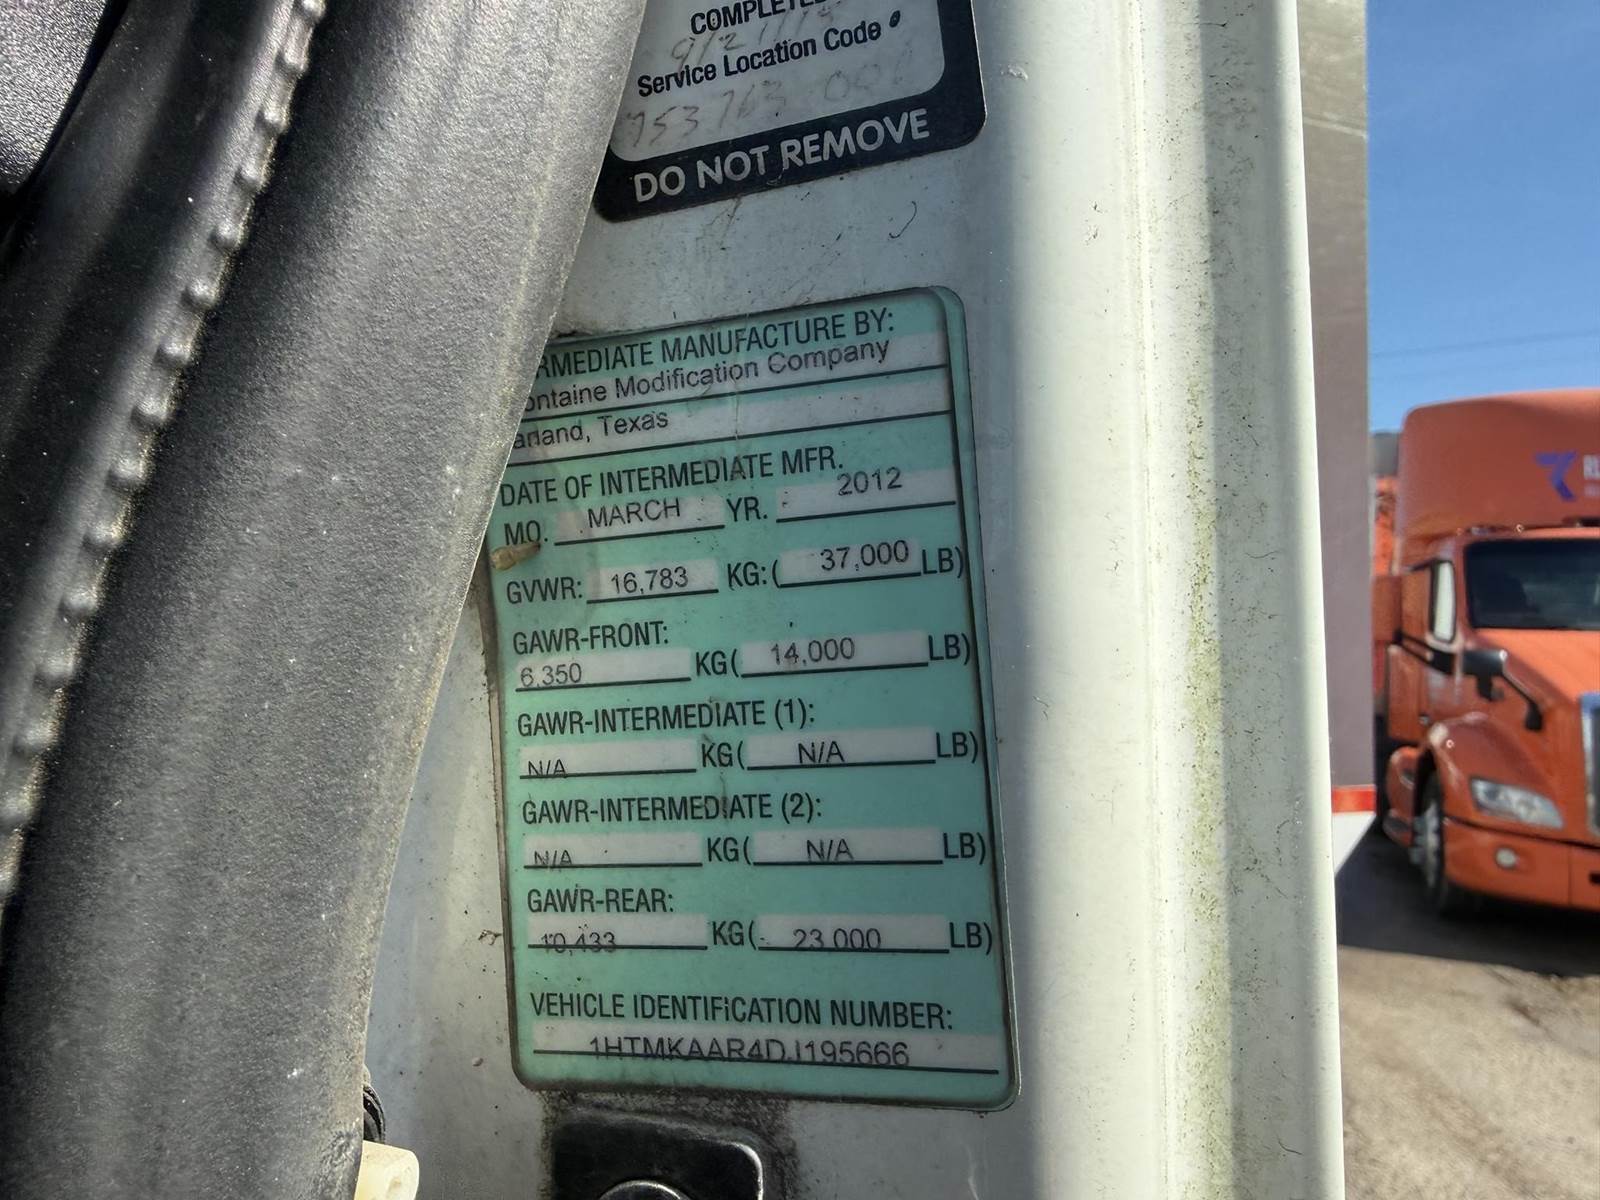 COMPLETED
Service Location Code
DO NOT REMOVE
RMEDIATE MANUFACTURE BY:
ontaine Modification Company
arland, Texas
DATE OF INTERMEDIATE MFR.
MO. MARCH YR. 2012
GVWR: 16,783 KG: ( 37,000 LB)
GAWR-FRONT:
6,350 KG( 14,000 LB)
GAWR-INTERMEDIATE (1):
N/A KG( N/A LB)
GAWR-INTERMEDIATE (2):
N/A KG( N/A LB)
GAWR-REAR:
10,433 KG( 23,000 LB)
VEHICLE IDENTIFICATION NUMBER:
1HTMKAAR4DJ195666